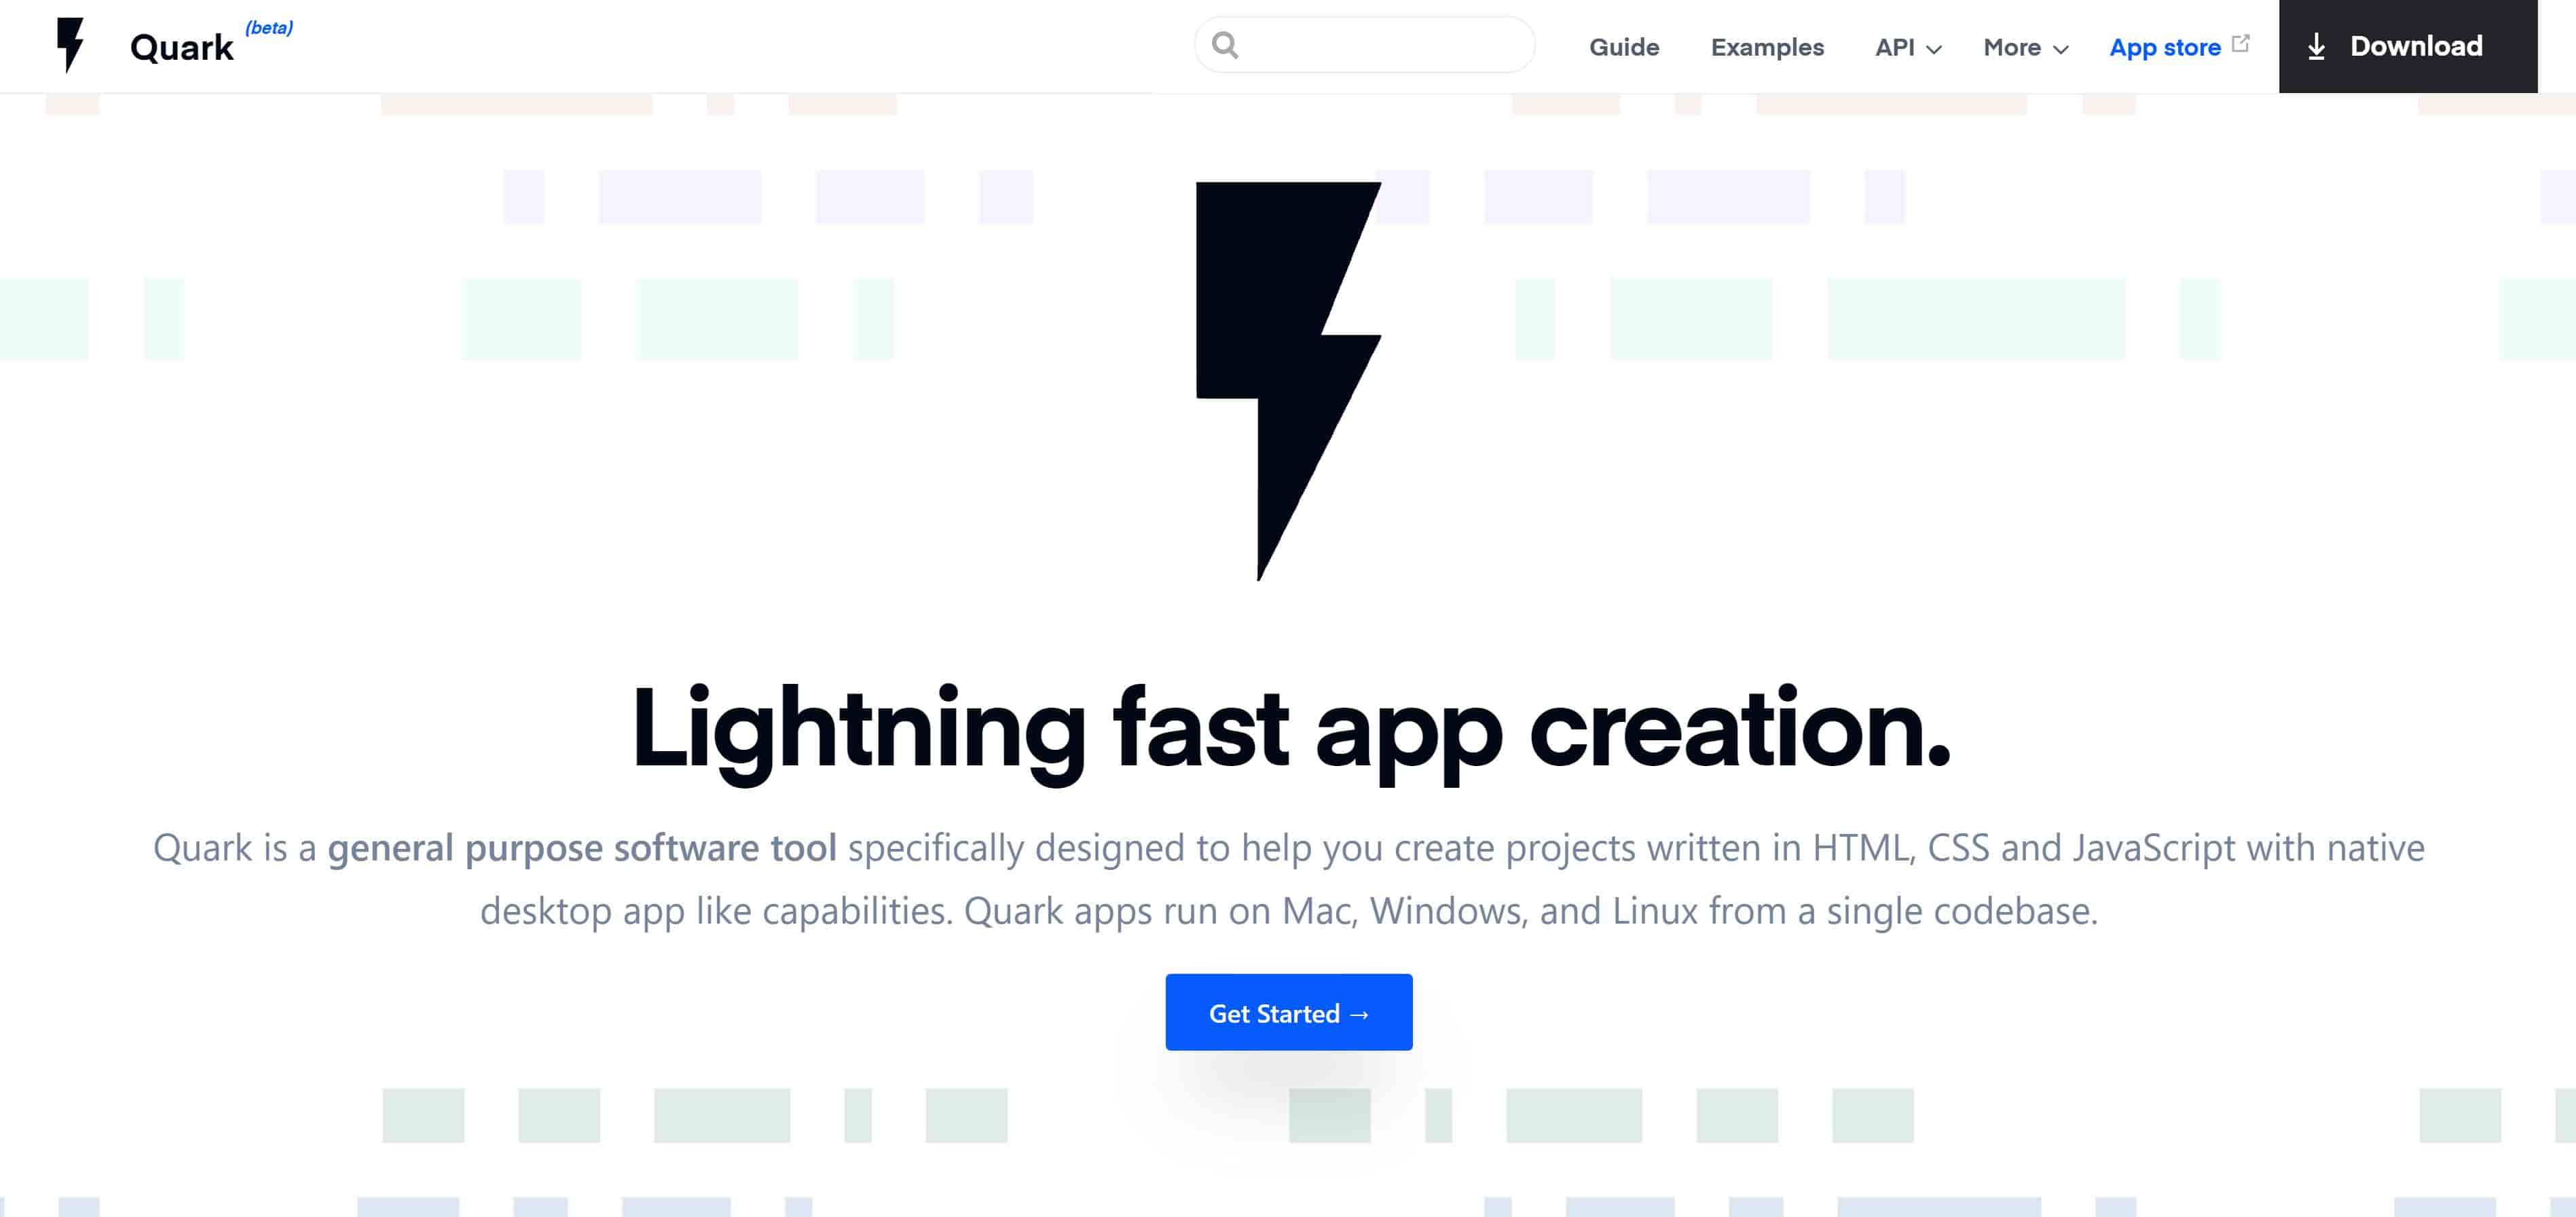 Quark (beta)
Guide Examples API More App store Download
Lightning fast app creation.
Quark is a general purpose software tool specifically designed to help you create projects written in HTML, CSS and JavaScript with native
desktop app like capabilities. Quark apps run on Mac, Windows, and Linux from a single codebase.
Get Started →